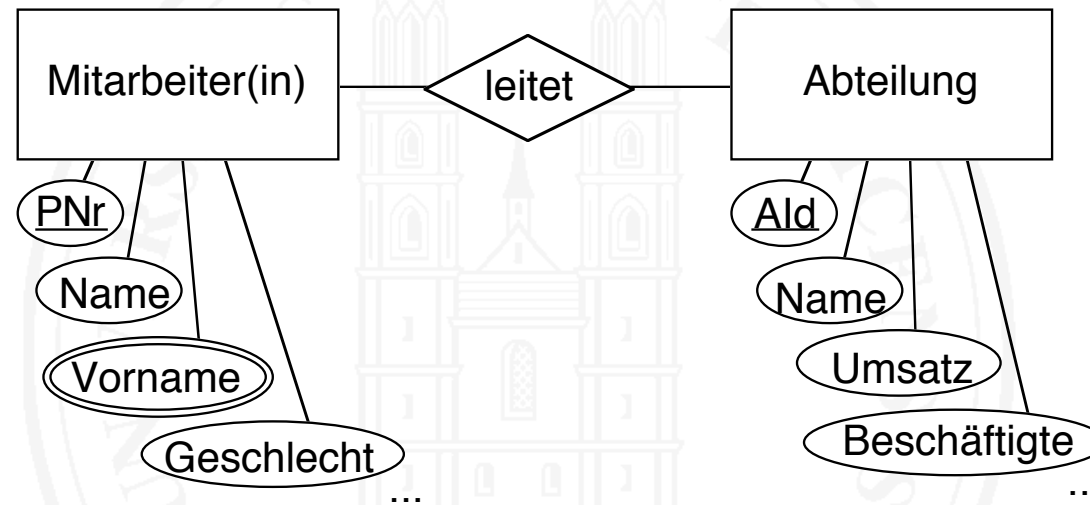 Mitarbeiter(in)
leitet
Abteilung
PNr
AId
Name
Name
Vorname
Umsatz
Geschlecht
Beschäftigte
...
..